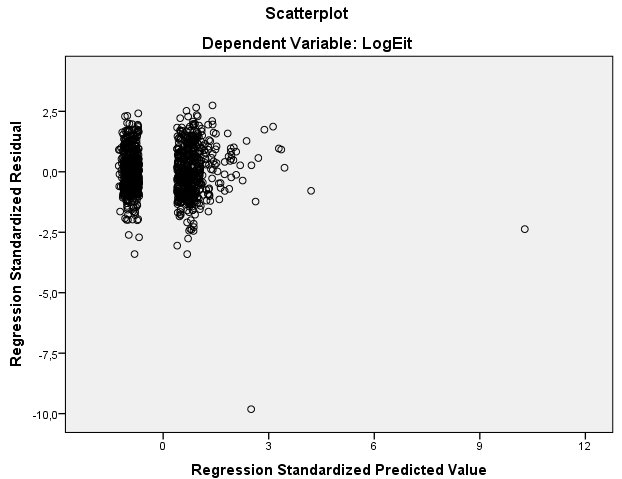 Scatterplot
Dependent Variable: LogEit
Regression Standardized Residual
2,5
0,0
-2,5
-5,0
-7,5
-10,0
0 3 6 9 12
Regression Standardized Predicted Value